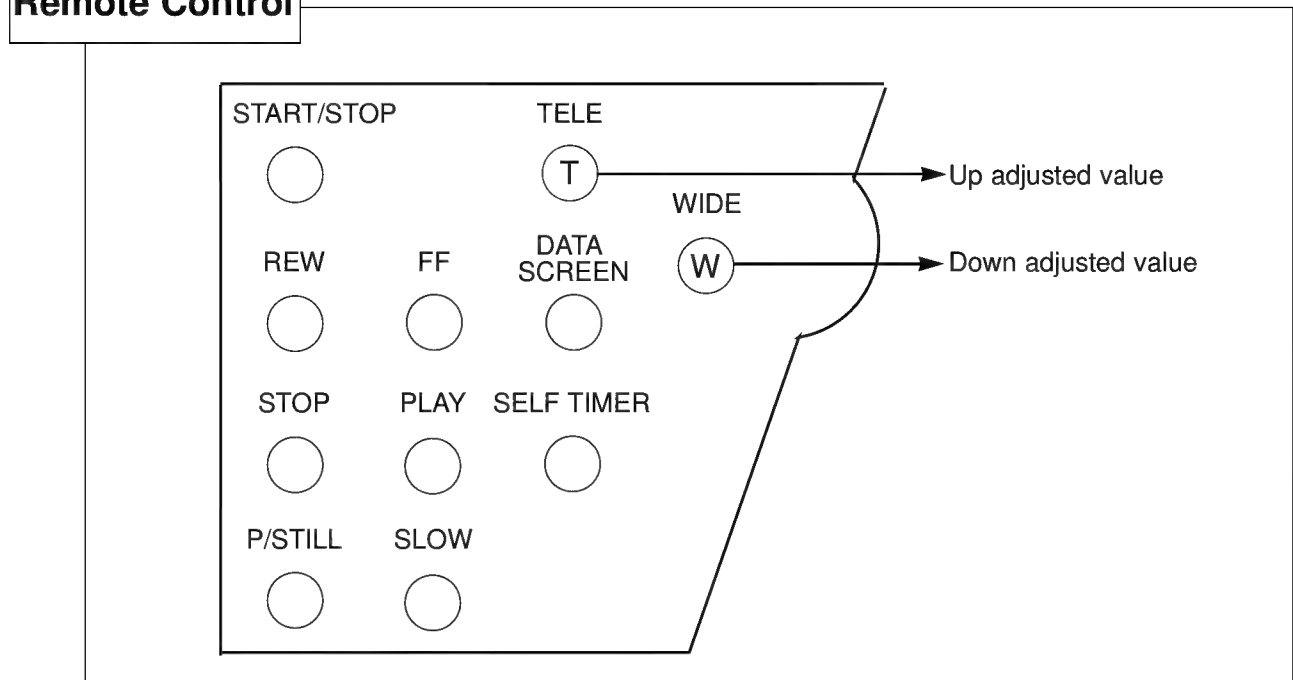 Remote Control
START/STOP
TELE
T
Up adjusted value
WIDE
REW
FF
DATA
SCREEN
W
Down adjusted value
STOP
PLAY
SELF TIMER
P/STILL
SLOW